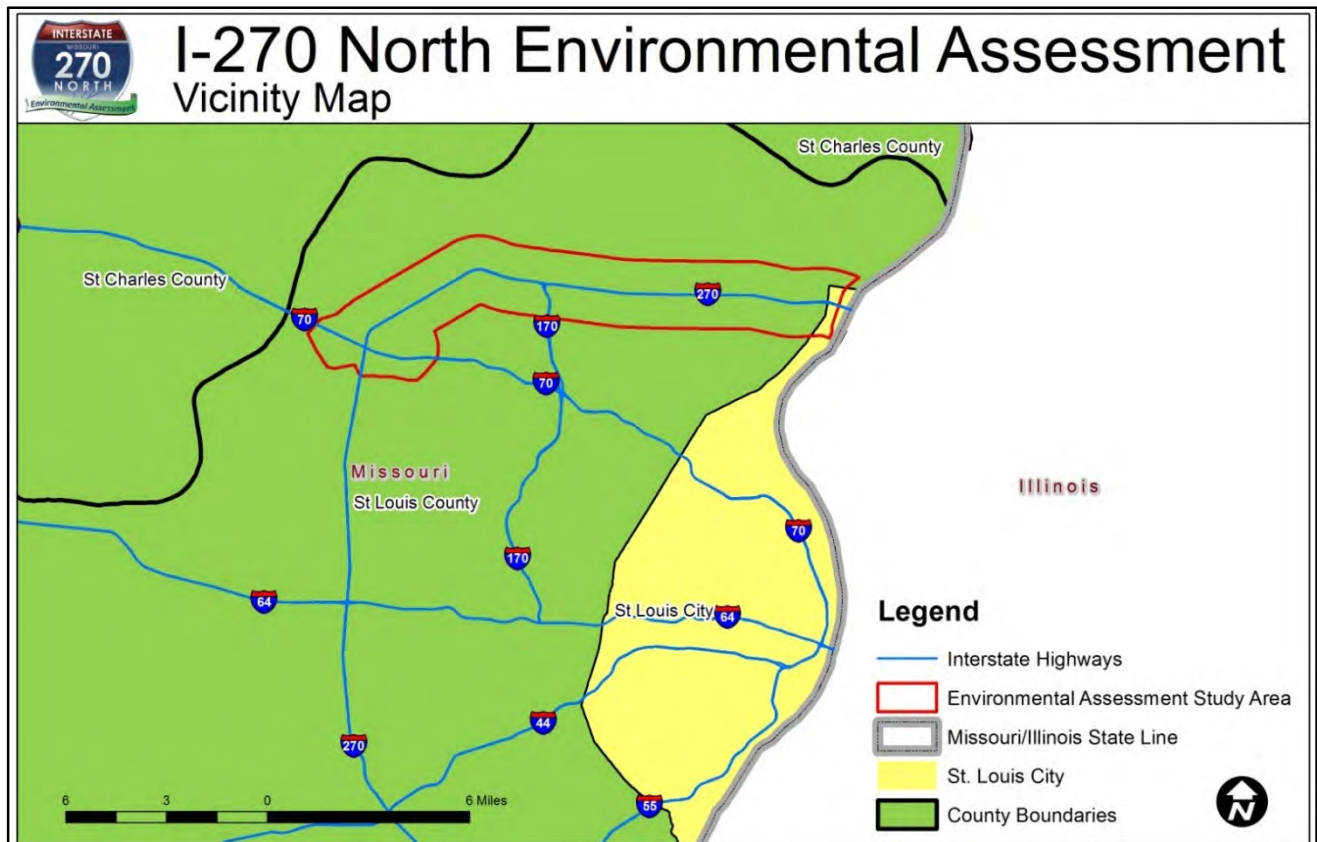 INTERSTATE
MISSOURI
270
NORTH
Environmental Assessment
I-270 North Environmental Assessment
Vicinity Map
St Charles County
St Charles County
70
270
170
70
Missouri
St Louis County
Illinois
70
170
64
St Louis City
64
44
270
55
6 3 0 6 Miles
Legend
Interstate Highways
Environmental Assessment Study Area
Missouri/Illinois State Line
St. Louis City
County Boundaries
N